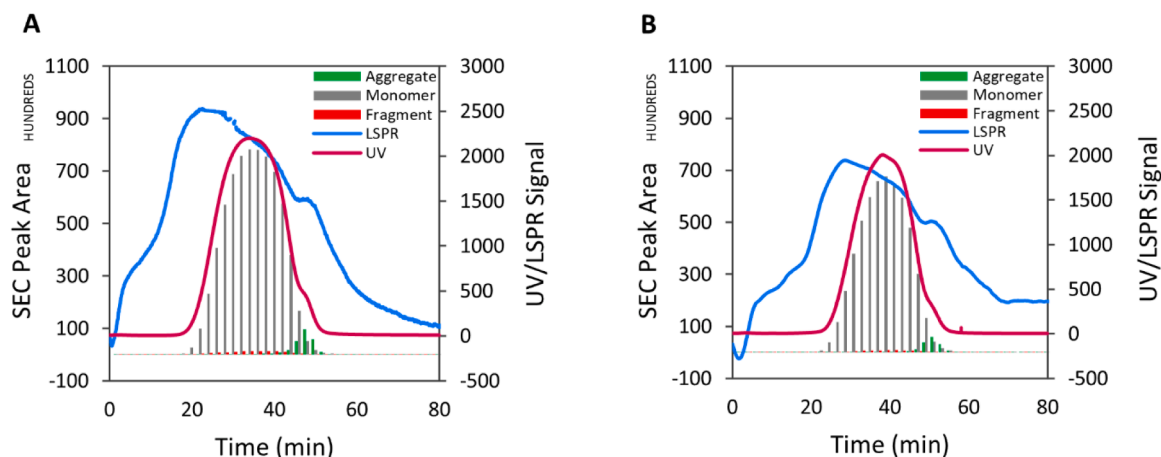 A
1100
900
700
500
300
100
-100
SEC Peak Area HUNDREDS
3000
2500
2000
1500
1000
500
0
-500
UV/LSPR Signal
Aggregate
Monomer
Fragment
LSPR
UV
0
20
40
60
80
Time (min)
B
1100
900
700
500
300
100
-100
SEC Peak Area HUNDREDS
3000
2500
2000
1500
1000
500
0
-500
UV/LSPR Signal
Aggregate
Monomer
Fragment
LSPR
UV
0
20
40
60
80
Time (min)